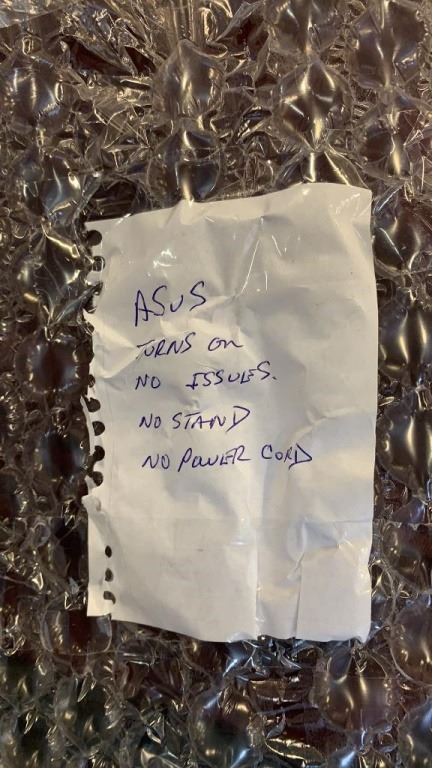 ASUS
TURNS ON
NO ISSUES.
NO STAND
NO POWER CORD